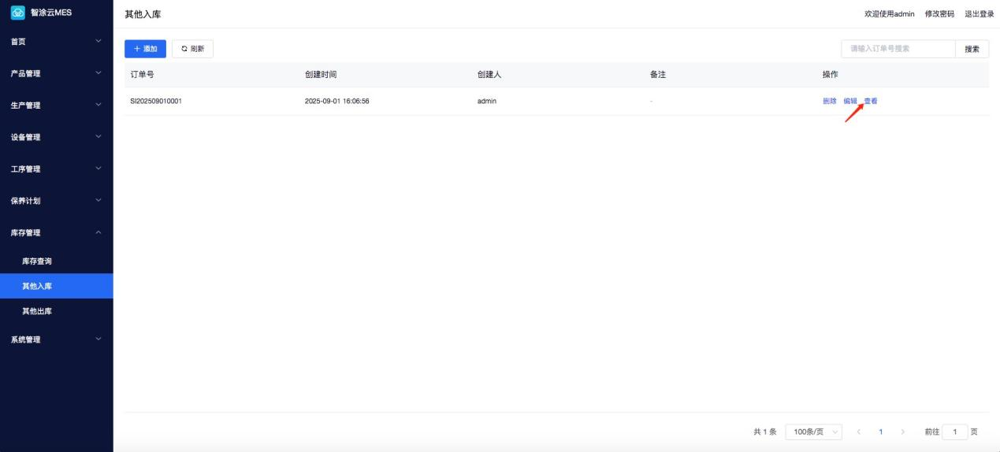 智涂云MES
其他入库
欢迎使用admin 修改密码 退出登录
首页
产品管理
生产管理
设备管理
工序管理
保养计划
库存管理
库存查询
其他入库
其他出库
系统管理
+ 添加 刷新
请输入订单号搜索 搜索
订单号 创建时间 创建人 备注 操作
SI202509010001 2025-09-01 16:06:56 admin - 删除 编辑 查看
共 1 条 100条/页 < 1 > 前往 1 页